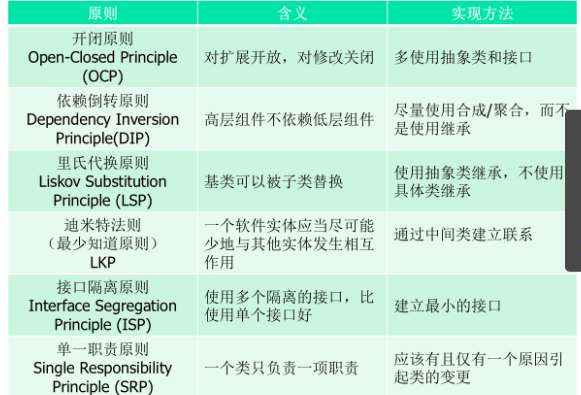 原则
含义
实现方法
开闭原则
Open-Closed Principle
(OCP)
对扩展开放，对修改关闭
多使用抽象类和接口
依赖倒转原则
Dependency Inversion
Principle(DIP)
高层组件不依赖低层组件
尽量使用合成/聚合，而不
是使用继承
里氏代换原则
Liskov Substitution
Principle (LSP)
基类可以被子类替换
使用抽象类继承，不使用
具体类继承
迪米特法则
（最少知道原则）
LKP
一个软件实体应当尽可能
少地与其他实体发生相互
作用
通过中间类建立联系
接口隔离原则
Interface Segregation
Principle (ISP)
使用多个隔离的接口，比
使用单个接口好
建立最小的接口
单一职责原则
Single Responsibility
Principle (SRP)
一个类只负责一项职责
应该有且仅有一个原因引
起类的变更